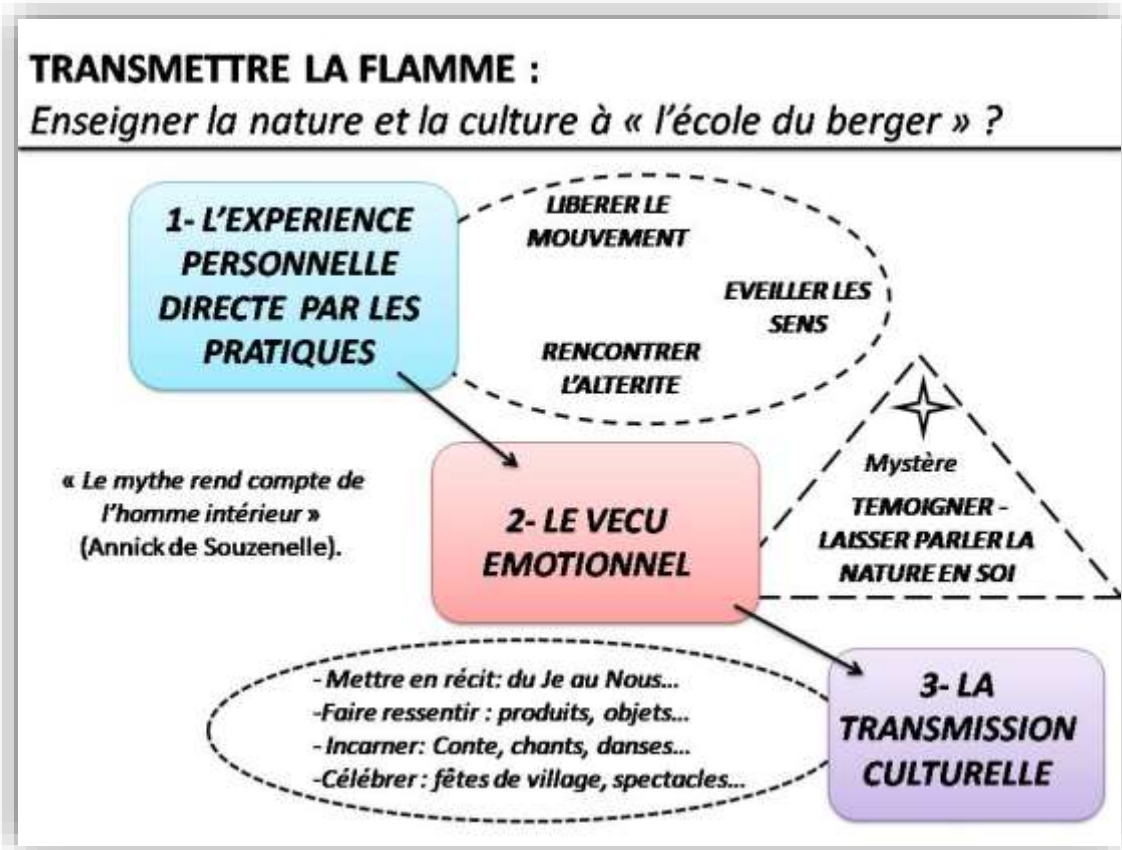 TRANSMETTRE LA FLAMME :
Enseigner la nature et la culture à « l'école du berger » ?
1- L'EXPERIENCE
PERSONNELLE
DIRECTE PAR LES
PRATIQUES
LIBERER LE
MOUVEMENT
EVEILLER LES
SENS
RENCONTRER
L'ALTERITE
« Le mythe rend compte de
l'homme intérieur »
(Annick de Souzenelle).
2- LE VECU
EMOTIONNEL
Mystère
TEMOIGNER -
LAISSER PARLER LA
NATURE EN SOI
- Mettre en récit: du Je au Nous...
-Faire ressentir : produits, objets...
- Incarner: Conte, chants, danses...
-Célébrer : fêtes de village, spectacles...
3- LA
TRANSMISSION
CULTURELLE